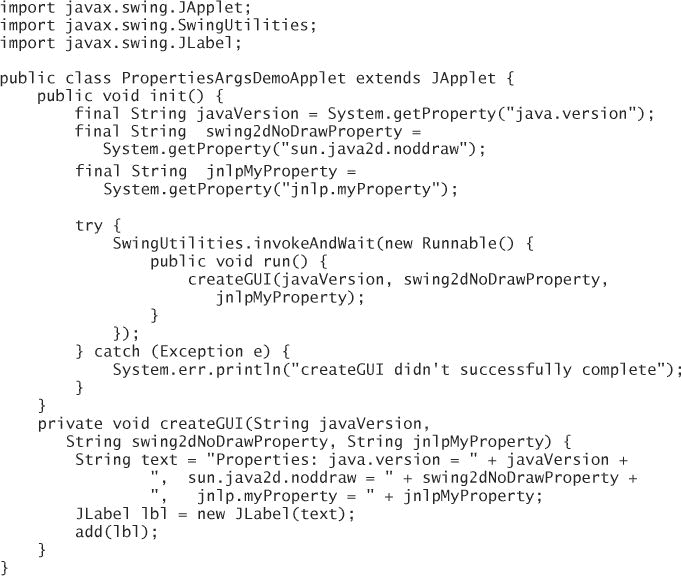 import javax.swing.JApplet;
import javax.swing.SwingUtilities;
import javax.swing.JLabel;

public class PropertiesArgsDemoApplet extends JApplet {
    public void init() {
        final String javaVersion = System.getProperty("java.version");
        final String  swing2dNoDrawProperty =
           System.getProperty("sun.java2d.noddraw");
        final String  jnlpMyProperty =
           System.getProperty("jnlp.myProperty");

        try {
            SwingUtilities.invokeAndWait(new Runnable() {
                public void run() {
                    createGUI(javaVersion, swing2dNoDrawProperty,
                       jnlpMyProperty);
                }
            });
        } catch (Exception e) {
            System.err.println("createGUI didn't successfully complete");
        }
    }
    private void createGUI(String javaVersion,
       String swing2dNoDrawProperty, String jnlpMyProperty) {
        String text = "Properties: java.version = " + javaVersion +
                ",  sun.java2d.noddraw = " + swing2dNoDrawProperty +
                ",   jnlp.myProperty = " + jnlpMyProperty;
        JLabel lbl = new JLabel(text);
        add(lbl);
    }
}